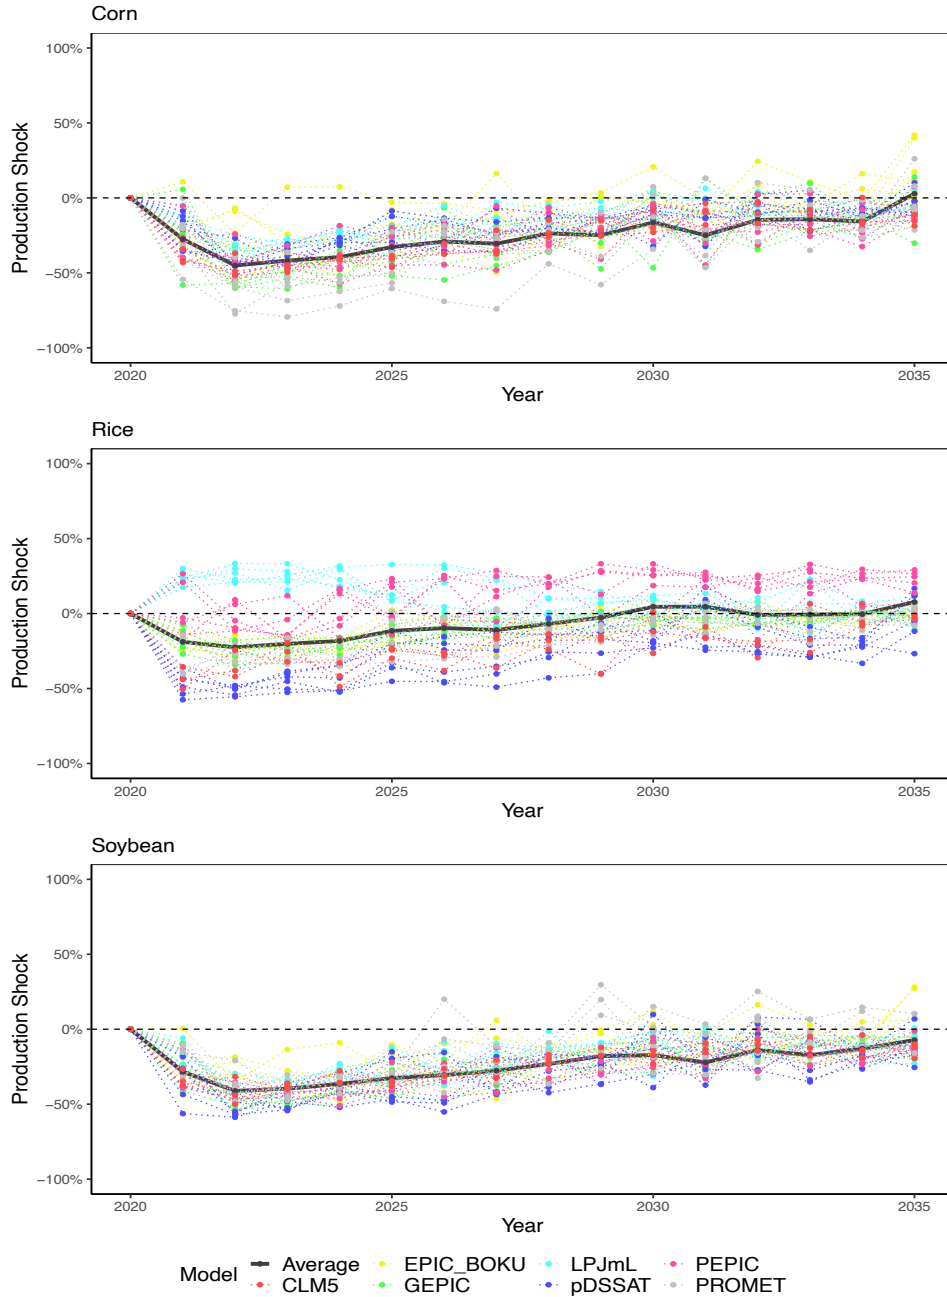 Corn
100%
50%
0%
−50%
−100%
Production Shock
2020 2025 2030 2035
Year
Rice
100%
50%
0%
−50%
−100%
Production Shock
2020 2025 2030 2035
Year
Soybean
100%
50%
0%
−50%
−100%
Production Shock
2020 2025 2030 2035
Year
Model Average EPIC_BOKU LPJmL PEPIC
CLM5 GEPIC pDSSAT PROMET